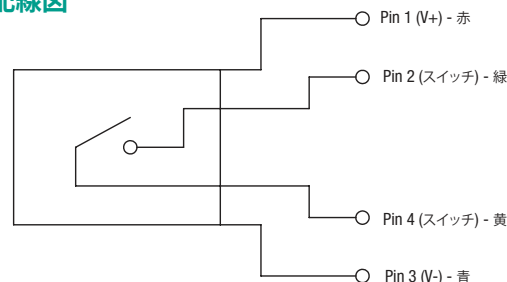 配線図
Pin 1 (V+) - 赤
Pin 2 (スイッチ) - 緑
Pin 4 (スイッチ) - 黄
Pin 3 (V-) - 青